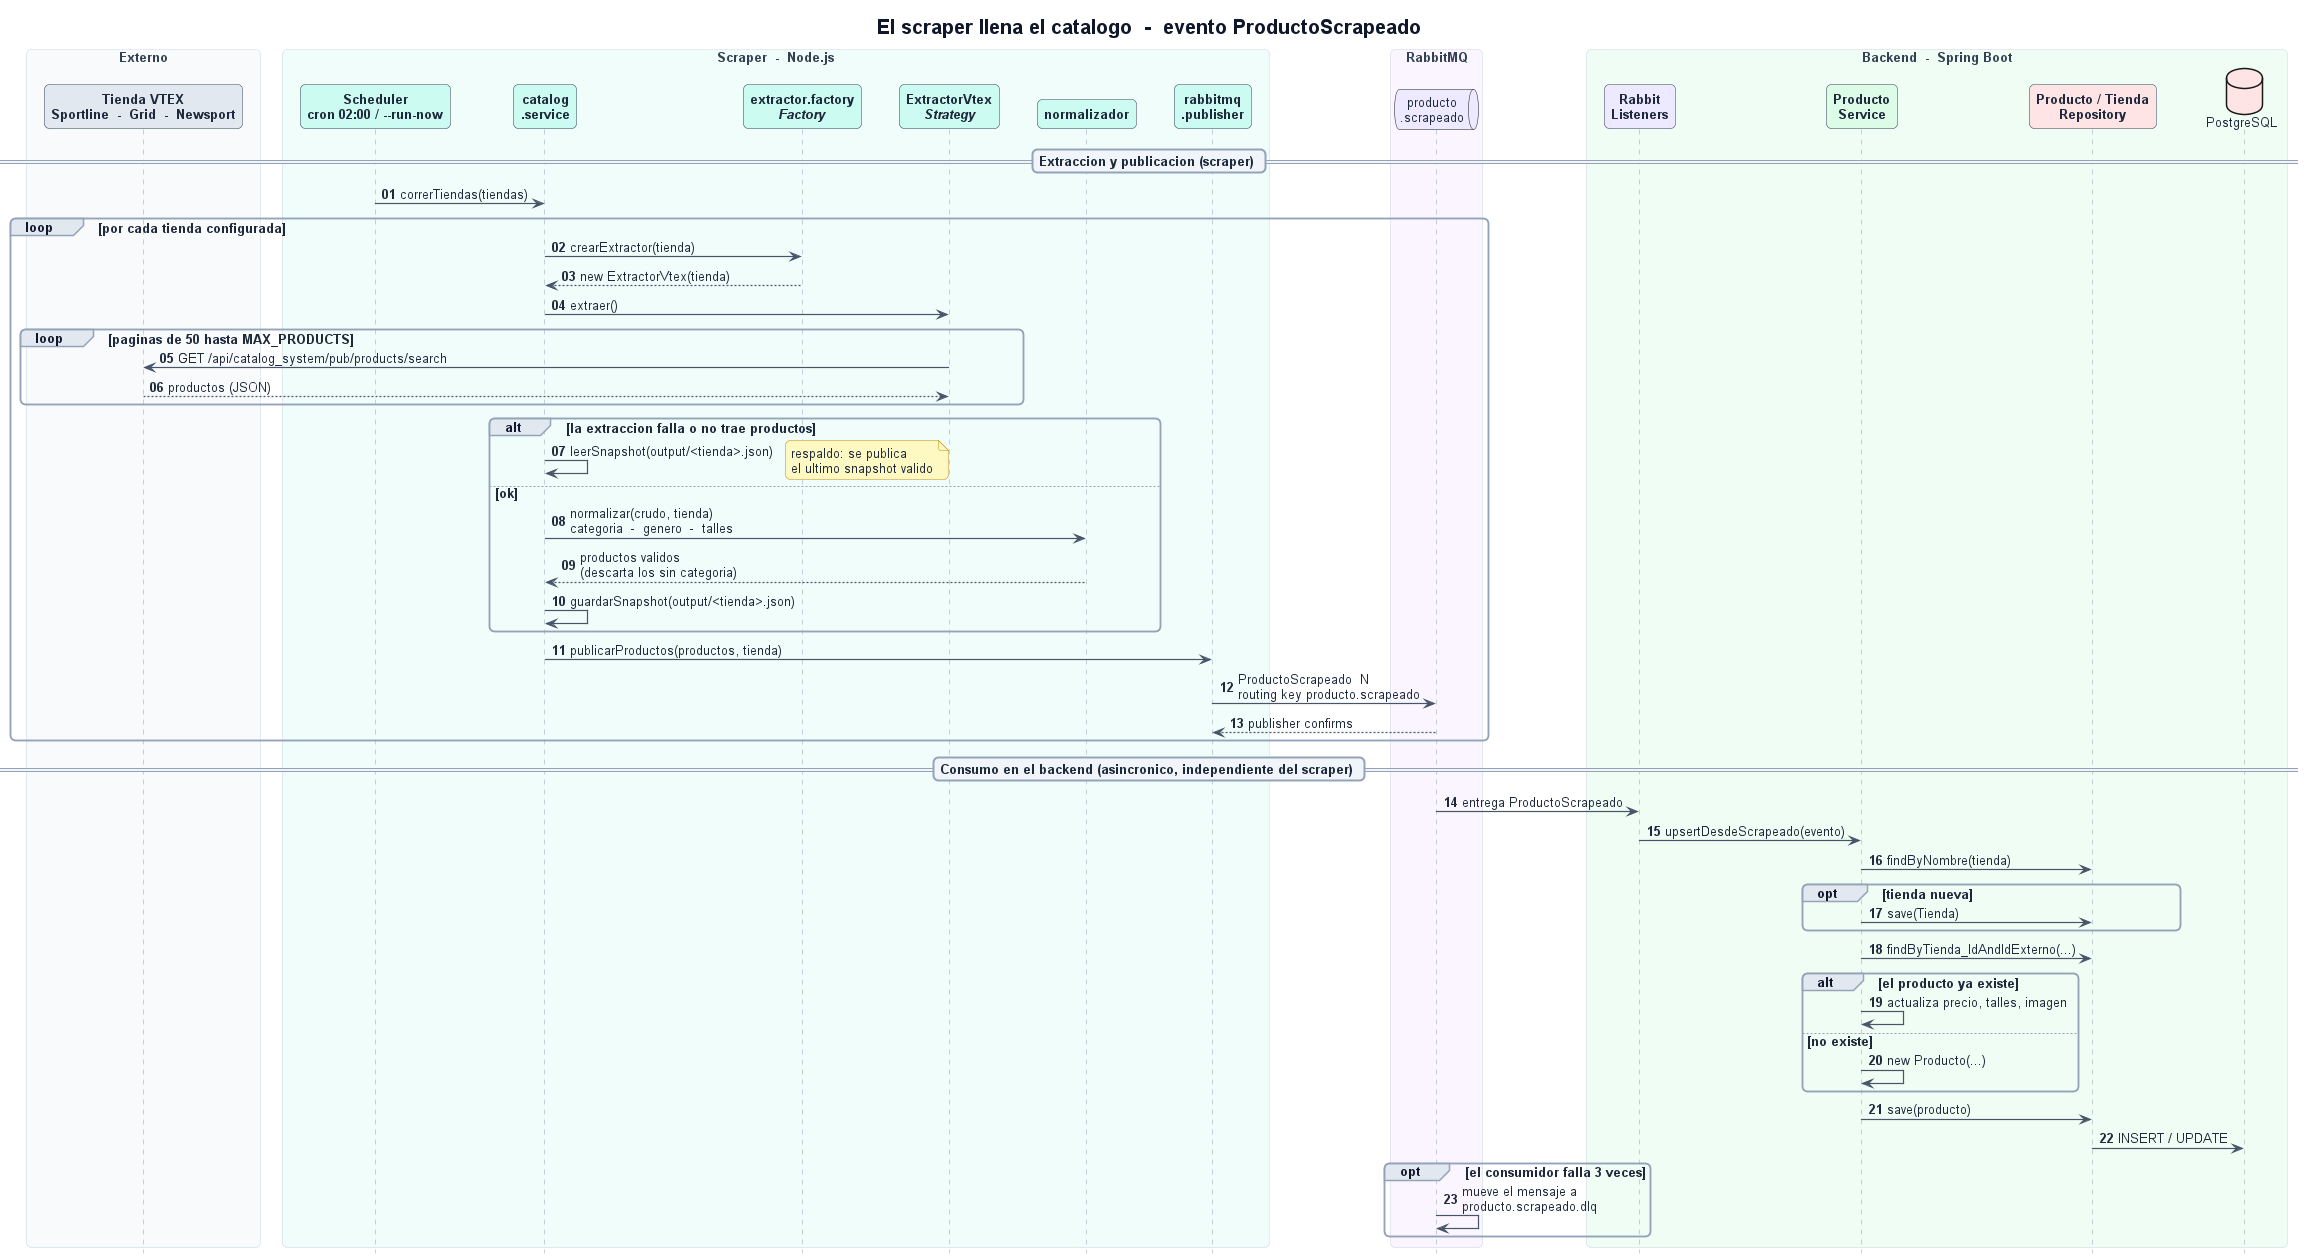 El scraper llena el catalogo  -  evento ProductoScrapeado
Externo
Scraper  -  Node.js
RabbitMQ
Backend  -  Spring Boot
Tienda VTEX
Sportline  -  Grid  -  Newsport
Scheduler
cron 02:00 / --run-now
catalog
.service
extractor.factory
Factory
ExtractorVtex
Strategy
normalizador
rabbitmq
.publisher
producto
.scrapeado
Rabbit
Listeners
Producto
Service
Producto / Tienda
Repository
PostgreSQL
Extraccion y publicacion (scraper)
01 correrTiendas(tiendas)
loop [por cada tienda configurada]
02 crearExtractor(tienda)
03 new ExtractorVtex(tienda)
04 extraer()
loop [paginas de 50 hasta MAX_PRODUCTS]
05 GET /api/catalog_system/pub/products/search
06 productos (JSON)
alt [la extraccion falla o no trae productos]
07 leerSnapshot(output/<tienda>.json)
respaldo: se publica
el ultimo snapshot valido
[ok]
08 normalizar(crudo, tienda)
categoria  -  genero  -  talles
09 productos validos
(descarta los sin categoria)
10 guardarSnapshot(output/<tienda>.json)
11 publicarProductos(productos, tienda)
12 ProductoScrapeado  N
routing key producto.scrapeado
13 publisher confirms
Consumo en el backend (asincronico, independiente del scraper)
14 entrega ProductoScrapeado
15 upsertDesdeScrapeado(evento)
16 findByNombre(tienda)
opt [tienda nueva]
17 save(Tienda)
18 findByTienda_IdAndIdExterno(...)
alt [el producto ya existe]
19 actualiza precio, talles, imagen
[no existe]
20 new Producto(...)
21 save(producto)
22 INSERT / UPDATE
opt [el consumidor falla 3 veces]
23 mueve el mensaje a
producto.scrapeado.dlq